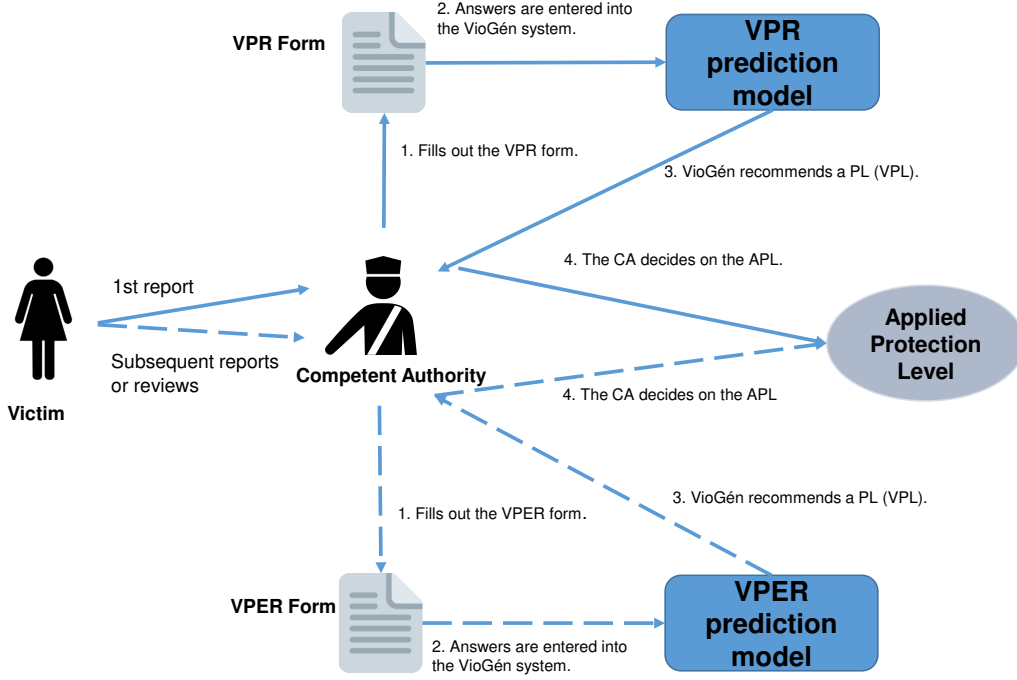 2. Answers are entered into
the VioGén system.
VPR Form
VPR
prediction
model
1. Fills out the VPR form.
3. VioGén recommends a PL (VPL).
4. The CA decides on the APL.
1st report
Subsequent reports
or reviews
Victim
Competent Authority
Applied
Protection
Level
4. The CA decides on the APL
3. VioGén recommends a PL (VPL).
1. Fills out the VPER form.
VPER Form
VPER
prediction
model
2. Answers are entered into
the VioGén system.